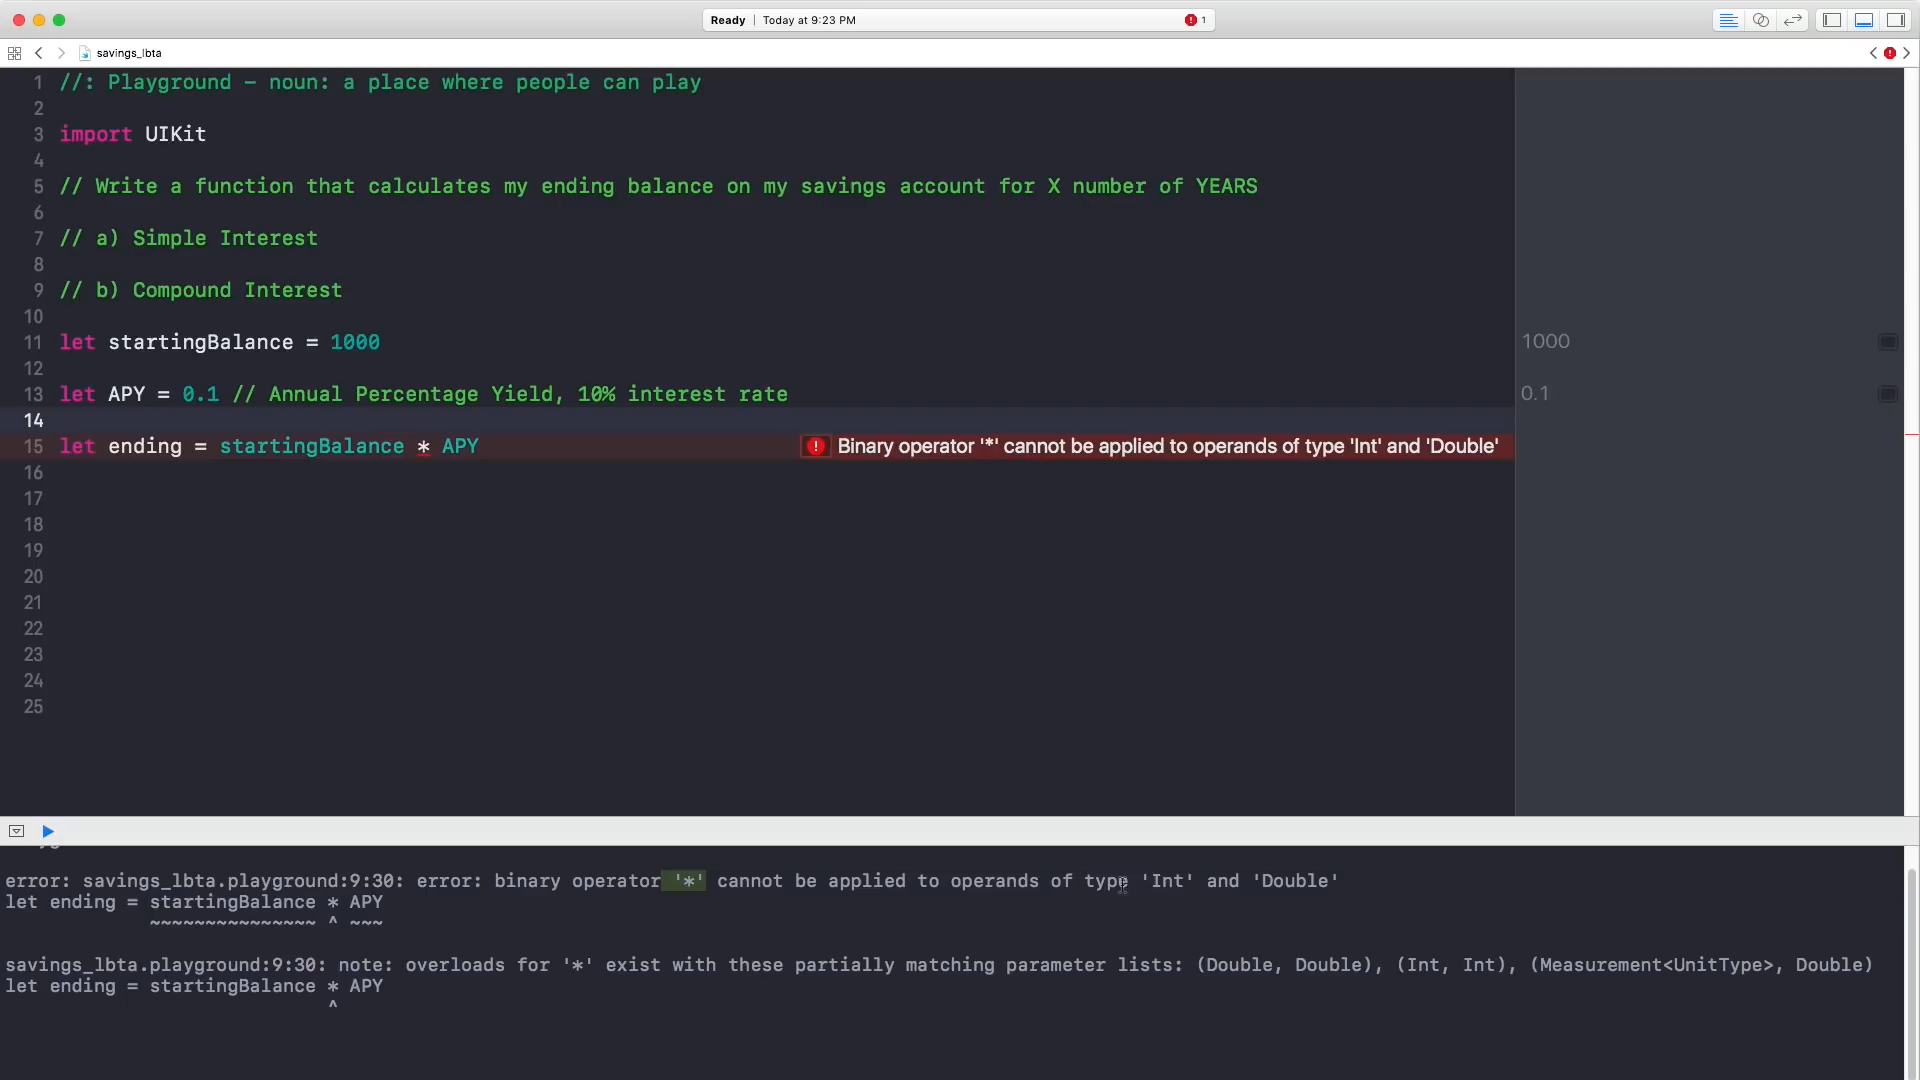 Ready | Today at 9:23 PM
1
savings_lbta
1 //: Playground – noun: a place where people can play
2
3 import UIKit
4
5 // Write a function that calculates my ending balance on my savings account for X number of YEARS
6
7 // a) Simple Interest
8
9 // b) Compound Interest
10
11 let startingBalance = 1000
1000
12
13 let APY = 0.1 // Annual Percentage Yield, 10% interest rate
0.1
14
15 let ending = startingBalance * APY
Binary operator '*' cannot be applied to operands of type 'Int' and 'Double'
16
17
18
19
20
21
22
23
24
25
error: savings_lbta.playground:9:30: error: binary operator '*' cannot be applied to operands of type 'Int' and 'Double'
let ending = startingBalance * APY
~~~~~~~~~~~~~~~ ^ ~~~
savings_lbta.playground:9:30: note: overloads for '*' exist with these partially matching parameter lists: (Double, Double), (Int, Int), (Measurement<UnitType>, Double)
let ending = startingBalance * APY
^